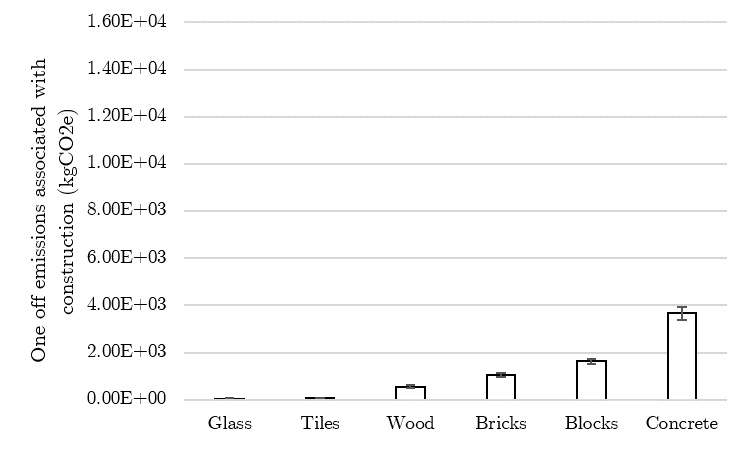 One off emissions associated with
construction (kgCO2e)
1.60E+04
1.40E+04
1.20E+04
1.00E+04
8.00E+03
6.00E+03
4.00E+03
2.00E+03
0.00E+00
Glass Tiles Wood Bricks Blocks Concrete